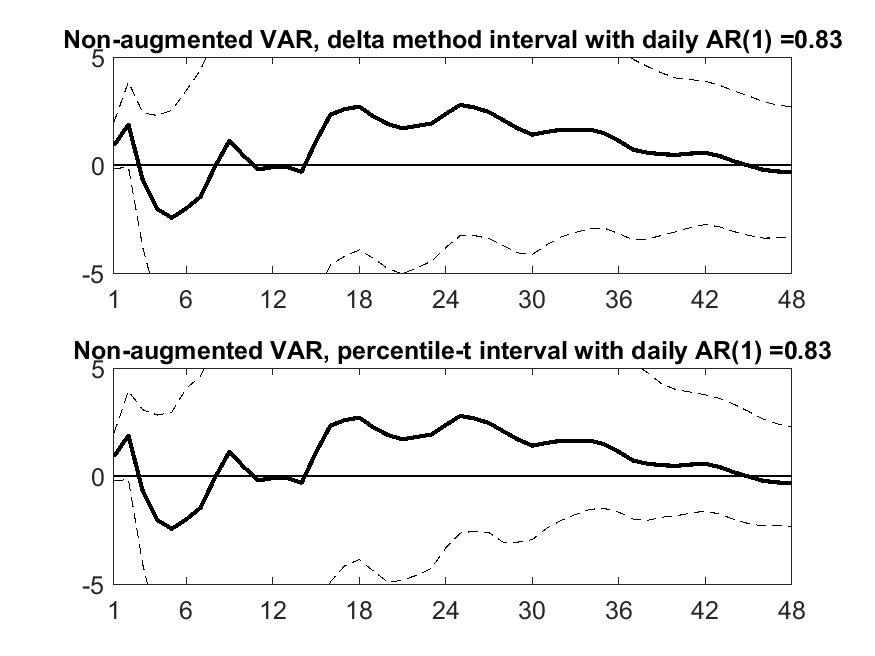 Non-augmented VAR, delta method interval with daily AR(1) =0.83
5
0
-5
1 6 12 18 24 30 36 42 48
Non-augmented VAR, percentile-t interval with daily AR(1) =0.83
5
0
-5
1 6 12 18 24 30 36 42 48